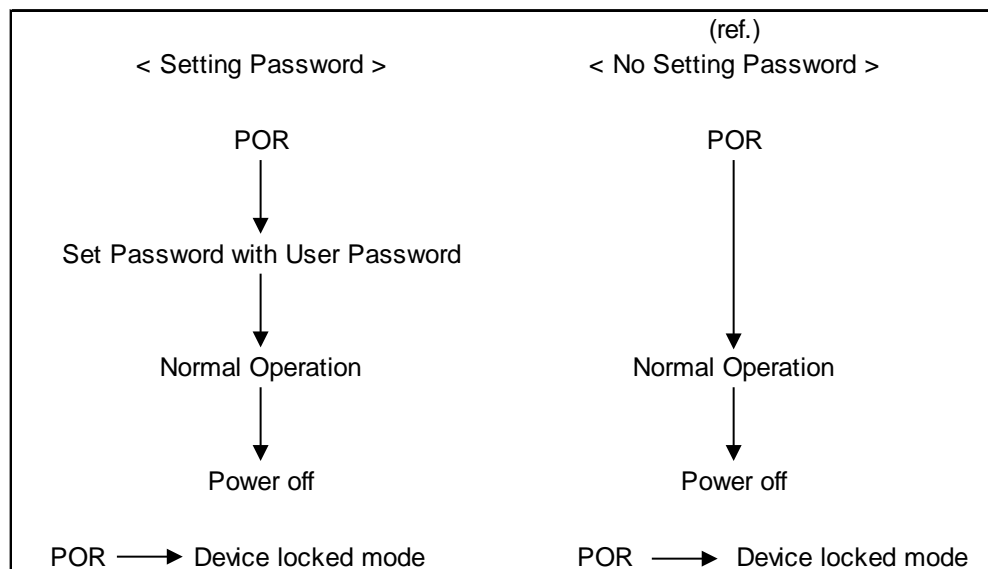 (ref.)
< Setting Password > < No Setting Password >
POR POR
Set Password with User Password
Normal Operation Normal Operation
Power off Power off
POR Device locked mode POR Device locked mode